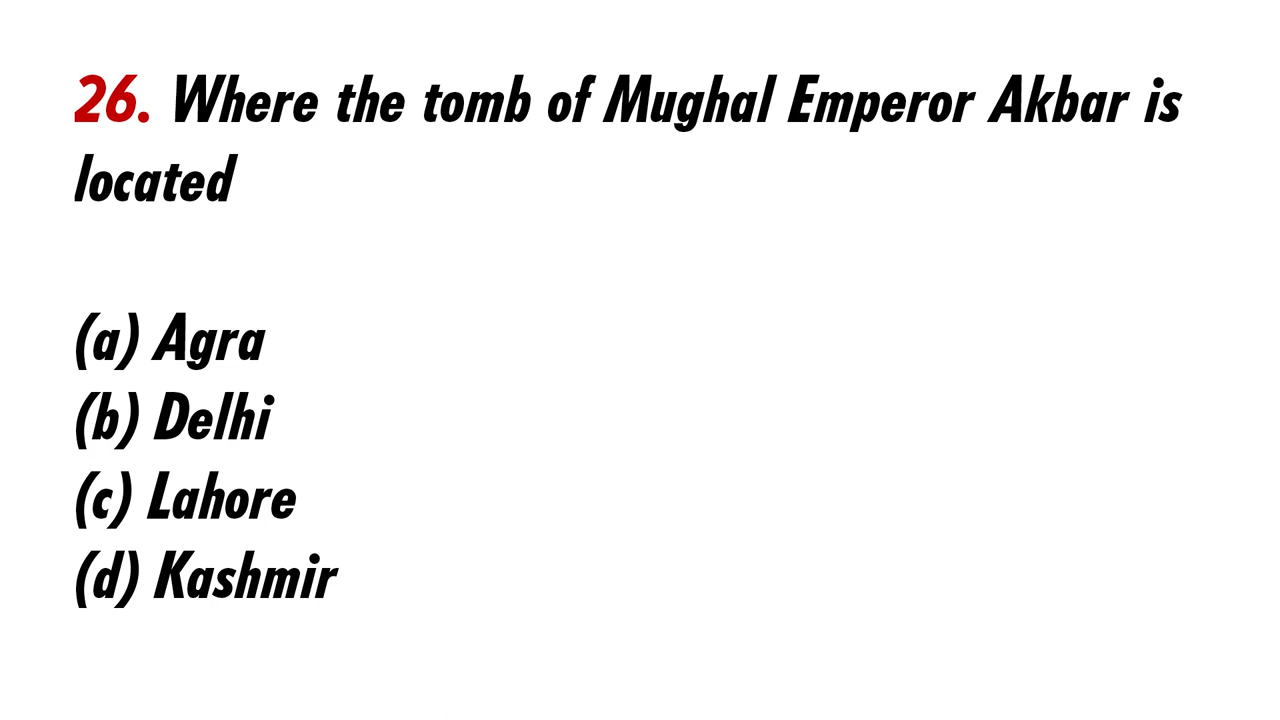 26. Where the tomb of Mughal Emperor Akbar is
located
(a) Agra
(b) Delhi
(c) Lahore
(d) Kashmir